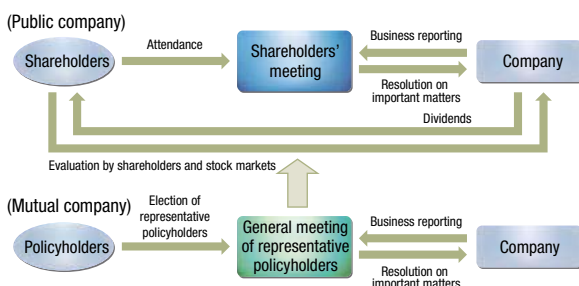 (Public company)
Shareholders
Attendance
Shareholders'
meeting
Business reporting
Resolution on
important matters
Company
Dividends
Evaluation by shareholders and stock markets
(Mutual company)
Policyholders
Election of
representative
policyholders
General meeting
of representative
policyholders
Business reporting
Resolution on
important matters
Company